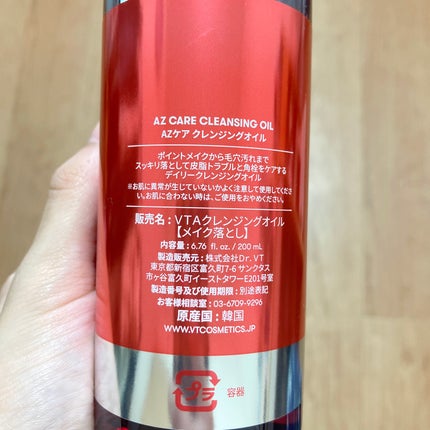 AZ CARE CLEANSING OIL
AZケア クレンジングオイル
ポイントメイクから毛穴汚れまで
スッキリ落として皮脂トラブルと角栓をケアする
デイリークレンジングオイル
※お肌に異常が生じていないかよく注意して使用してくださ
い。お肌に合わない時は、ご使用をおやめください。
販売名：VTAクレンジングオイル
【メイク落とし】
内容量：6.76 fl. oz. / 200 mL
製造販売元：株式会社Dr. VT
東京都新宿区富久町7-6 サンクタス
市ヶ谷富久町イーストタワーE201号室
製造番号及び使用期限：別途表記
お客様相談室：03-6709-9296
原産国：韓国
WWW.VTCOSMETICS.JP
プラ 容器